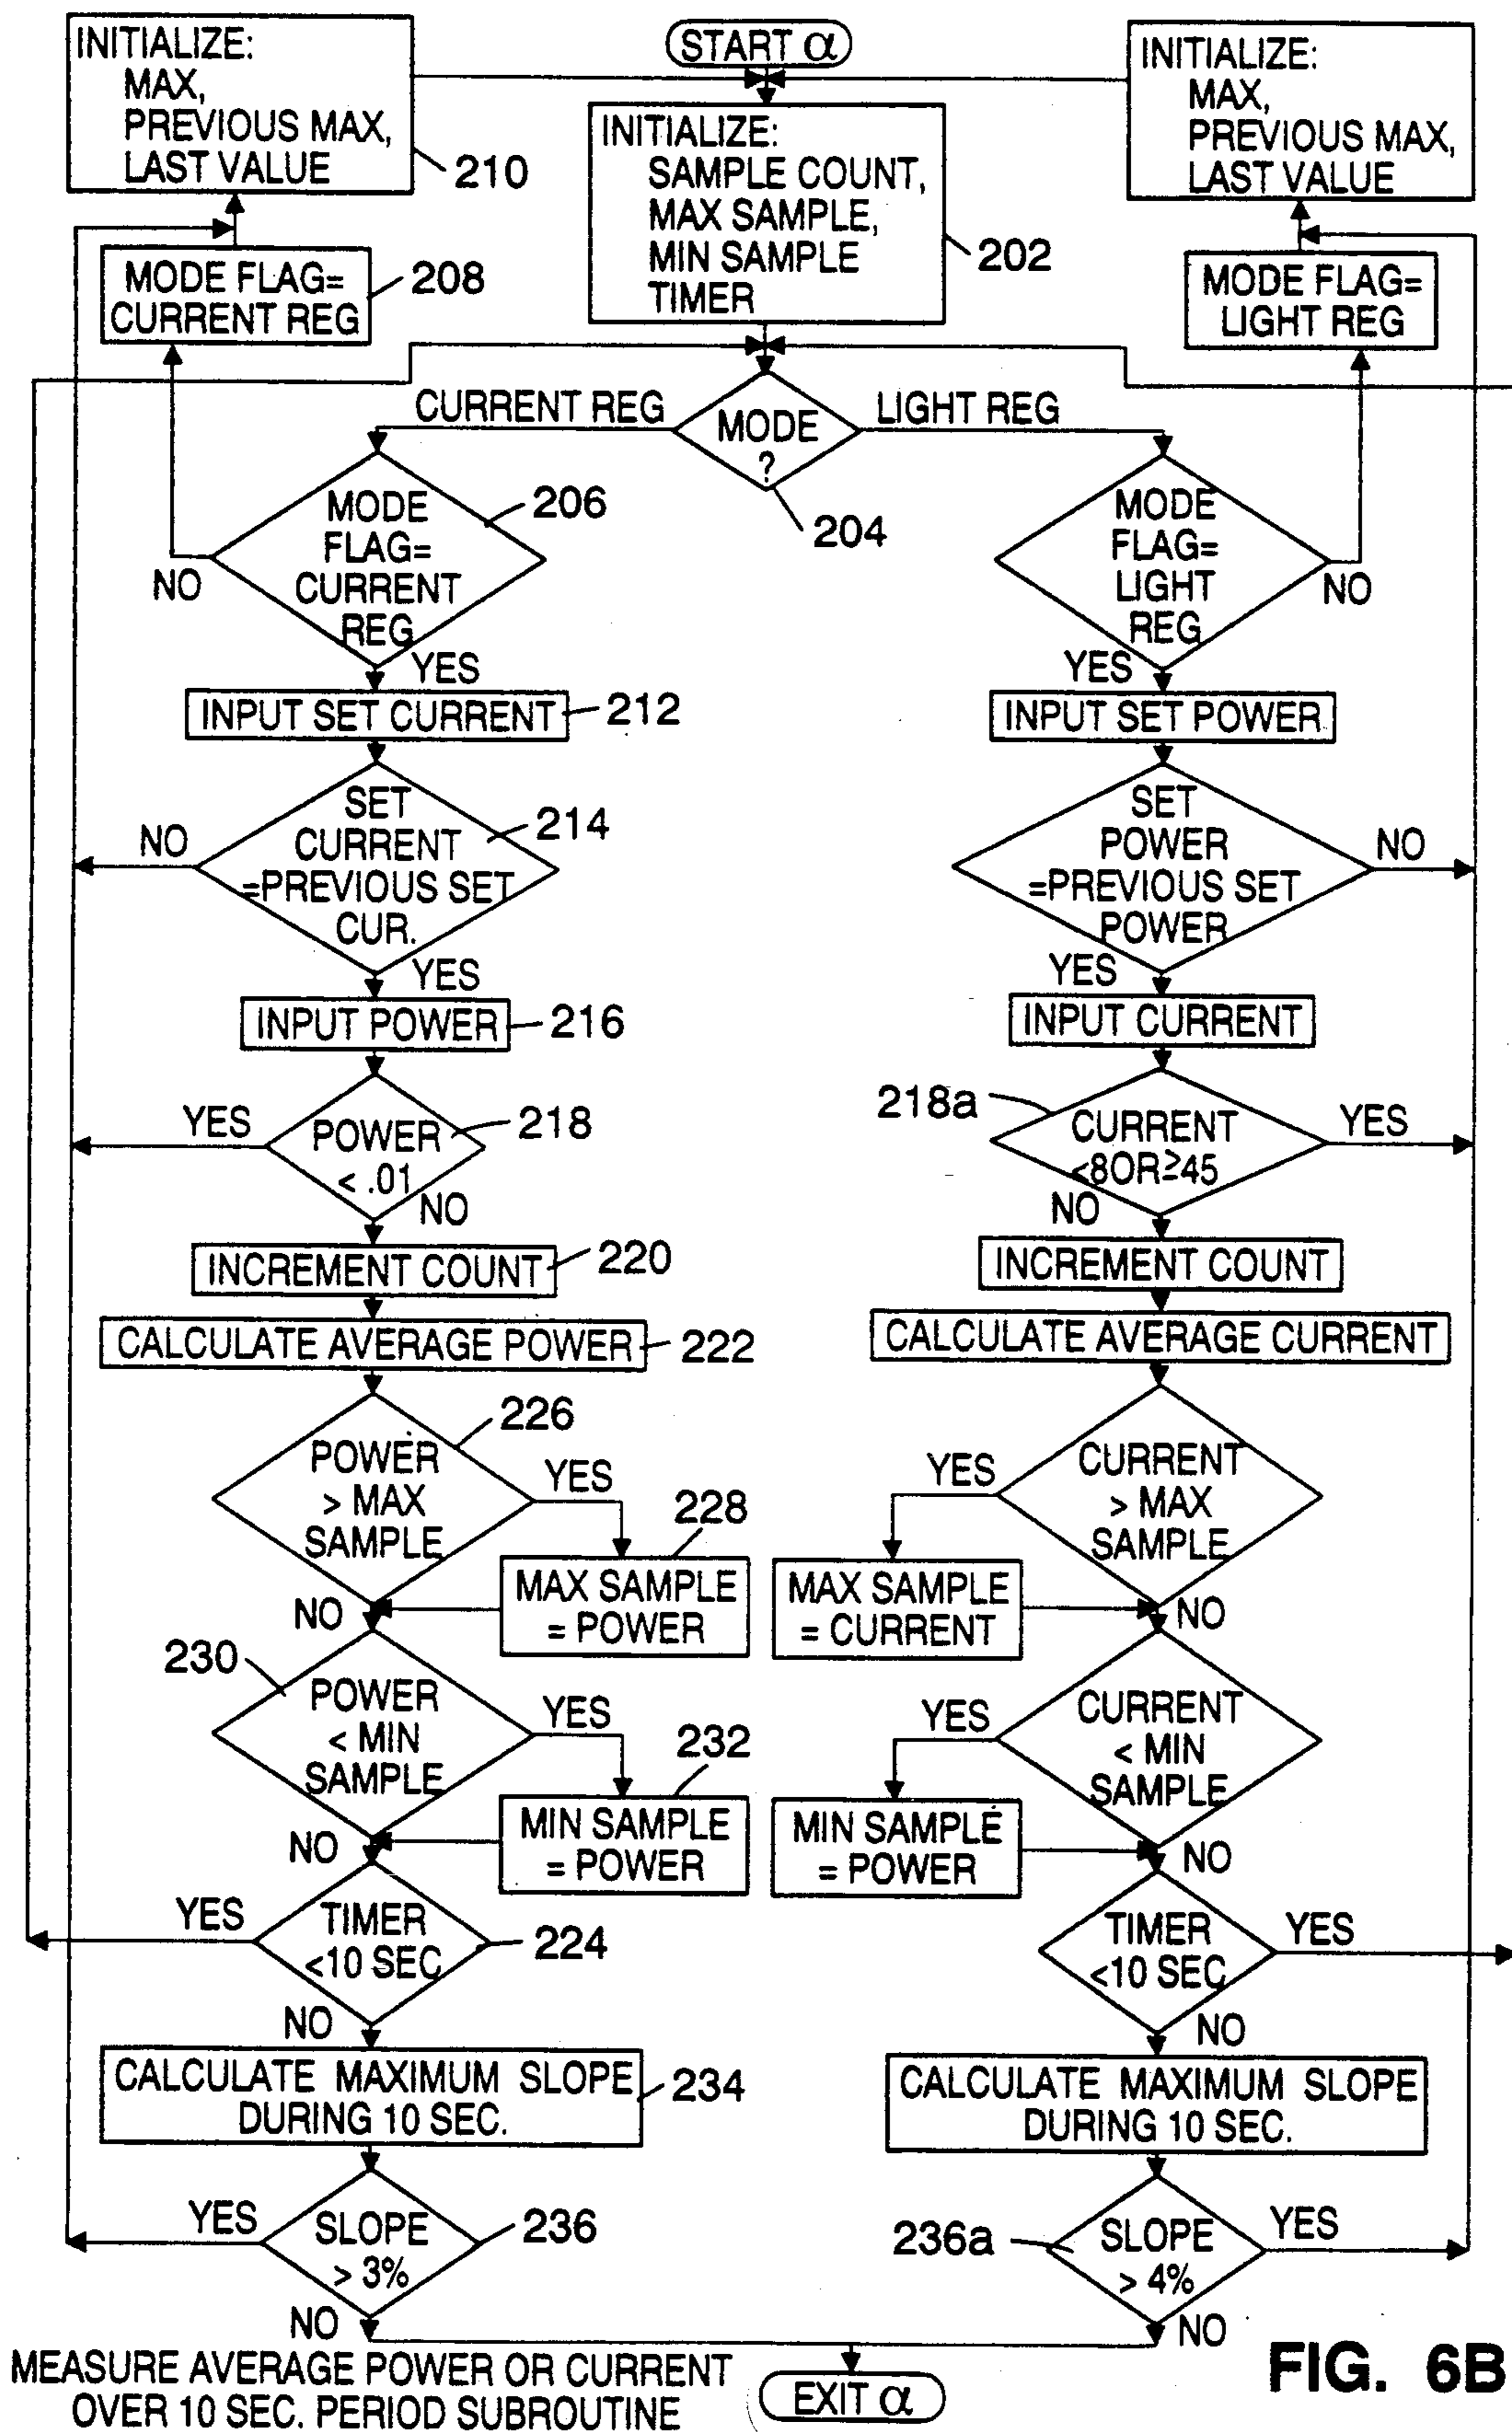 START α
INITIALIZE:
MAX,
PREVIOUS MAX,
LAST VALUE
210
INITIALIZE:
SAMPLE COUNT,
MAX SAMPLE,
MIN SAMPLE
TIMER
202
INITIALIZE:
MAX,
PREVIOUS MAX,
LAST VALUE
MODE FLAG=
CURRENT REG
208
MODE FLAG=
LIGHT REG
CURRENT REG
MODE
?
LIGHT REG
204
MODE
FLAG=
CURRENT
REG
206
NO
YES
INPUT SET CURRENT
212
SET
CURRENT
=PREVIOUS SET
CUR.
214
NO
YES
INPUT POWER
216
POWER
< .01
218
YES
NO
INCREMENT COUNT
220
CALCULATE AVERAGE POWER
222
POWER
> MAX
SAMPLE
226
YES
228
MAX SAMPLE
= POWER
NO
230
POWER
< MIN
SAMPLE
YES
232
MIN SAMPLE
= POWER
NO
TIMER
<10 SEC
224
YES
NO
CALCULATE MAXIMUM SLOPE
DURING 10 SEC.
234
SLOPE
> 3%
236
YES
NO
MODE
FLAG=
LIGHT
REG
NO
YES
INPUT SET POWER
SET
POWER
=PREVIOUS SET
POWER
NO
YES
INPUT CURRENT
218a
CURRENT
<8OR≥45
YES
NO
INCREMENT COUNT
CALCULATE AVERAGE CURRENT
CURRENT
> MAX
SAMPLE
YES
MAX SAMPLE
= CURRENT
NO
CURRENT
< MIN
SAMPLE
YES
MIN SAMPLE
= POWER
NO
TIMER
<10 SEC
YES
NO
CALCULATE MAXIMUM SLOPE
DURING 10 SEC.
236a
SLOPE
> 4%
YES
NO
EXIT α
MEASURE AVERAGE POWER OR CURRENT
OVER 10 SEC. PERIOD SUBROUTINE
FIG. 6B